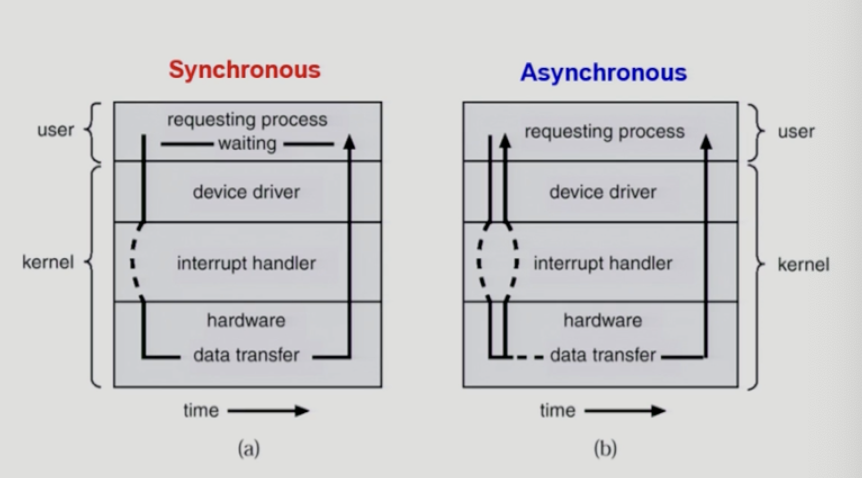 Synchronous
user
requesting process
waiting
device driver
kernel
interrupt handler
hardware
data transfer
time
(a)
Asynchronous
requesting process
user
device driver
interrupt handler
kernel
hardware
data transfer
time
(b)